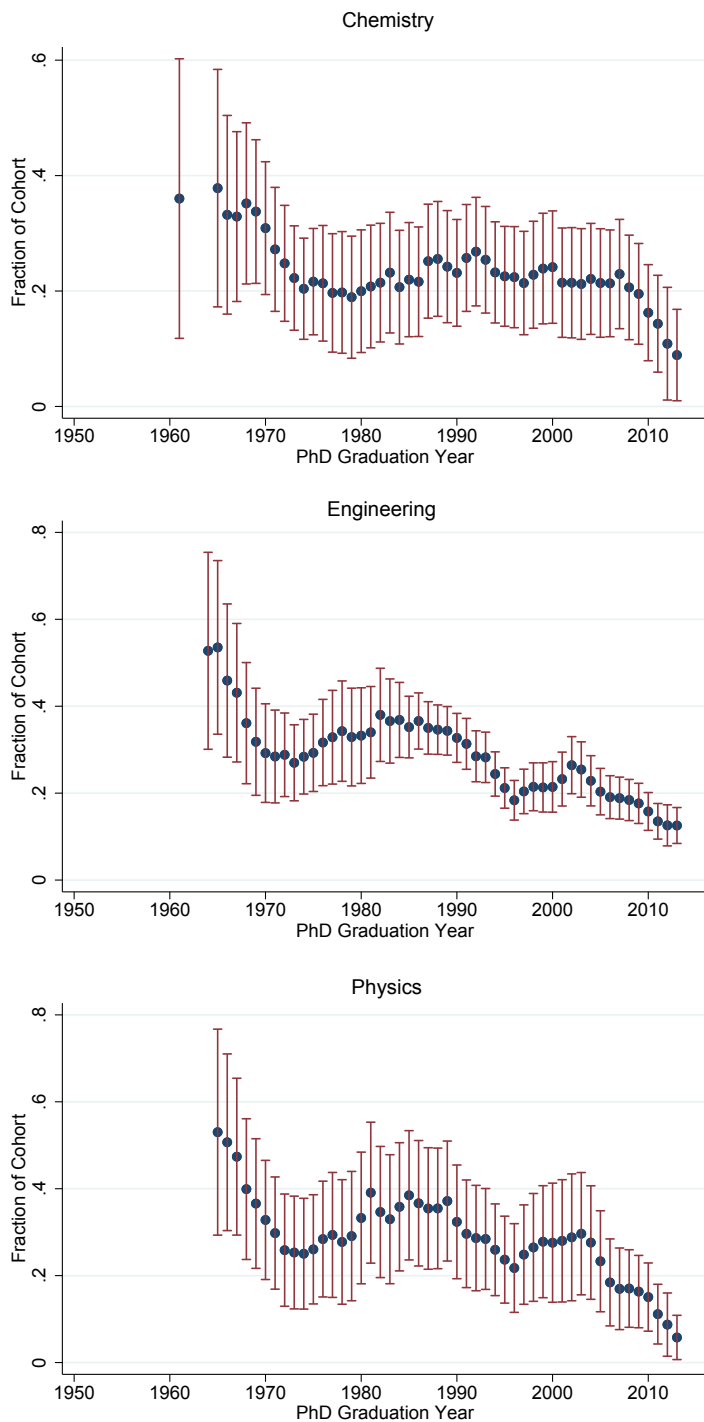 Chemistry
.6
.4
.2
0
Fraction of Cohort
1950 1960 1970 1980 1990 2000 2010
PhD Graduation Year
Engineering
.8
.6
.4
.2
0
Fraction of Cohort
1950 1960 1970 1980 1990 2000 2010
PhD Graduation Year
Physics
.8
.6
.4
.2
0
Fraction of Cohort
1950 1960 1970 1980 1990 2000 2010
PhD Graduation Year